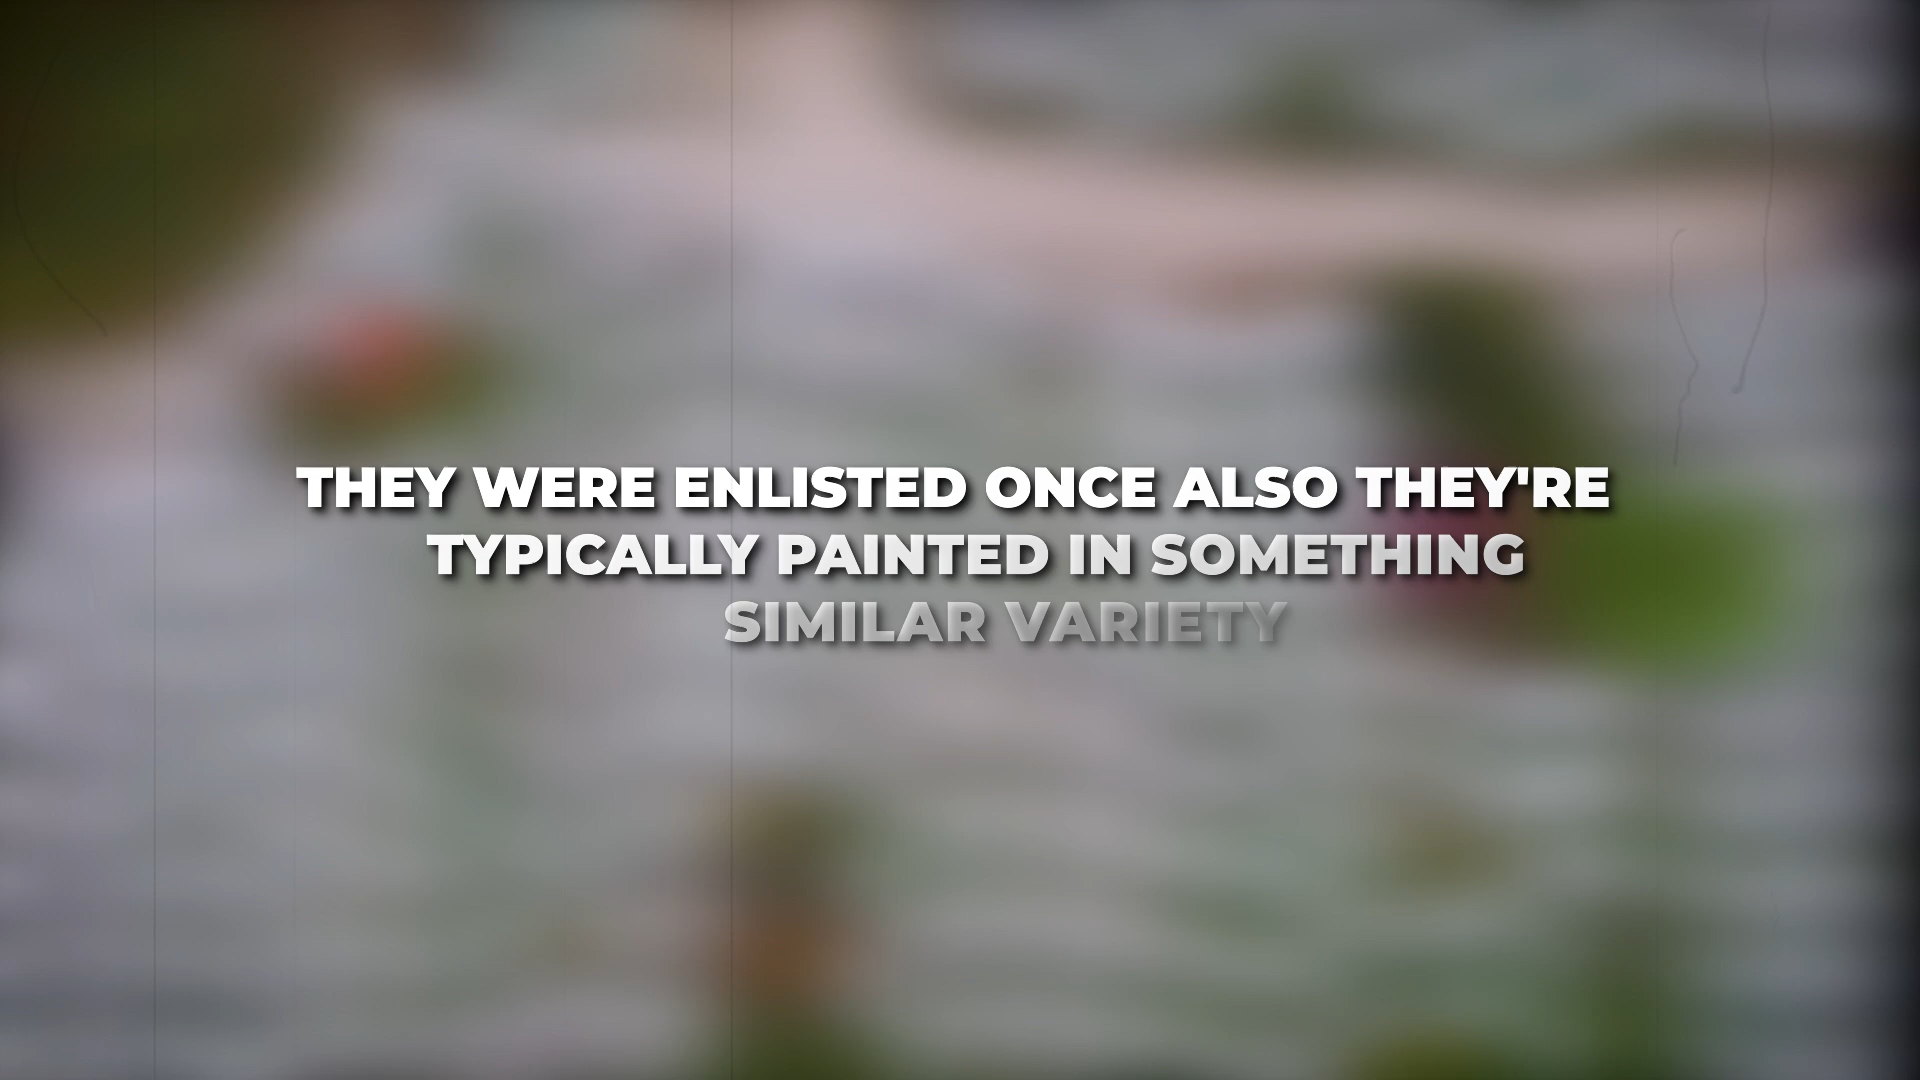 THEY WERE ENLISTED ONCE ALSO THEY'RE
TYPICALLY PAINTED IN SOMETHING
SIMILAR VARIETY